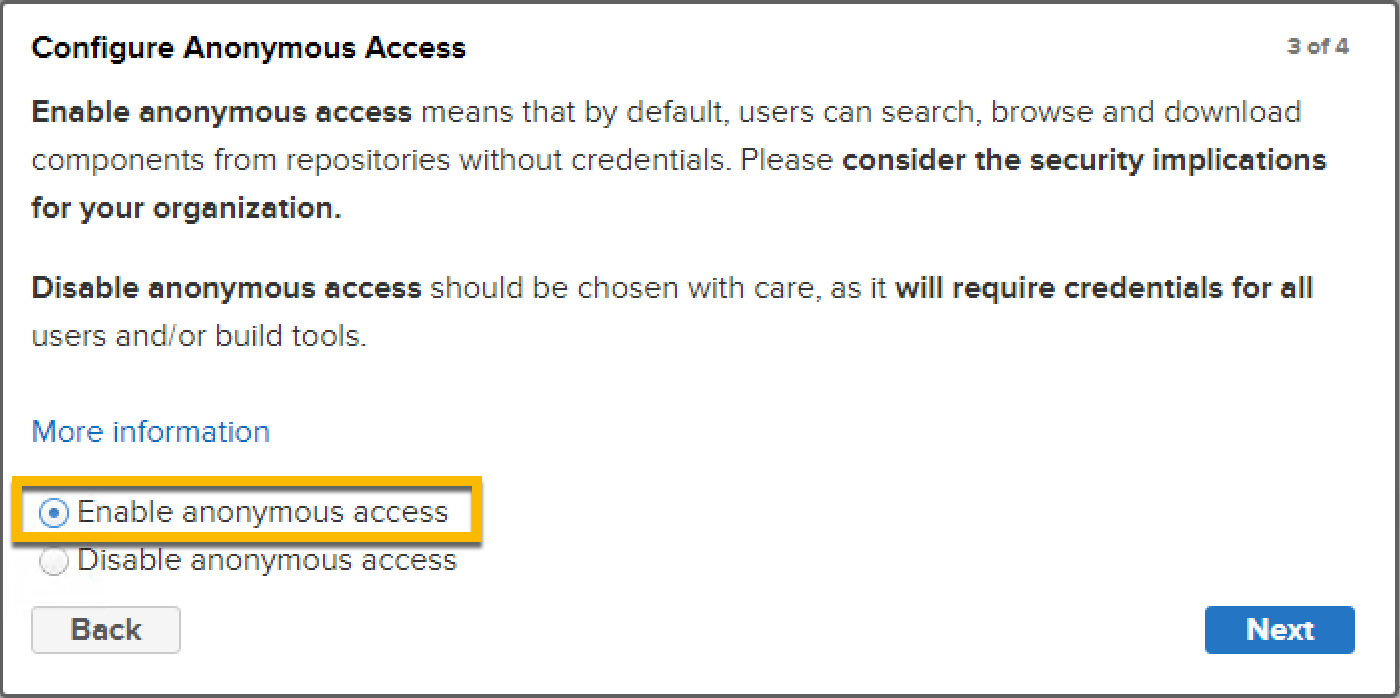 Configure Anonymous Access
3 of 4
Enable anonymous access means that by default, users can search, browse and download
components from repositories without credentials. Please consider the security implications
for your organization.
Disable anonymous access should be chosen with care, as it will require credentials for all
users and/or build tools.
More information
Enable anonymous access
Disable anonymous access
Back
Next